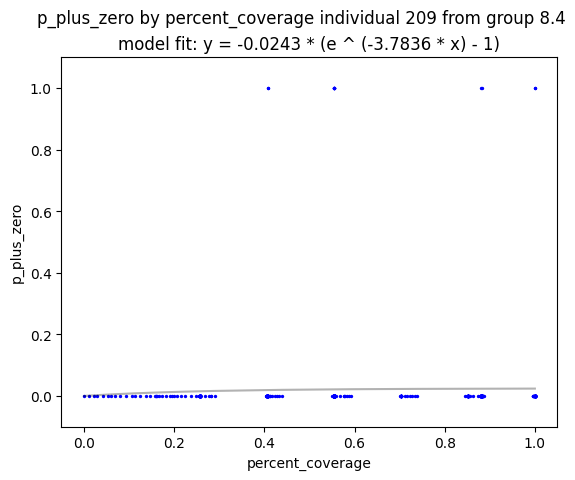 p_plus_zero by percent_coverage individual 209 from group 8.4
model fit: y = -0.0243 * (e ^ (-3.7836 * x) - 1)
1.0
0.8
0.6
0.4
0.2
0.0
p_plus_zero
0.0 0.2 0.4 0.6 0.8 1.0
percent_coverage